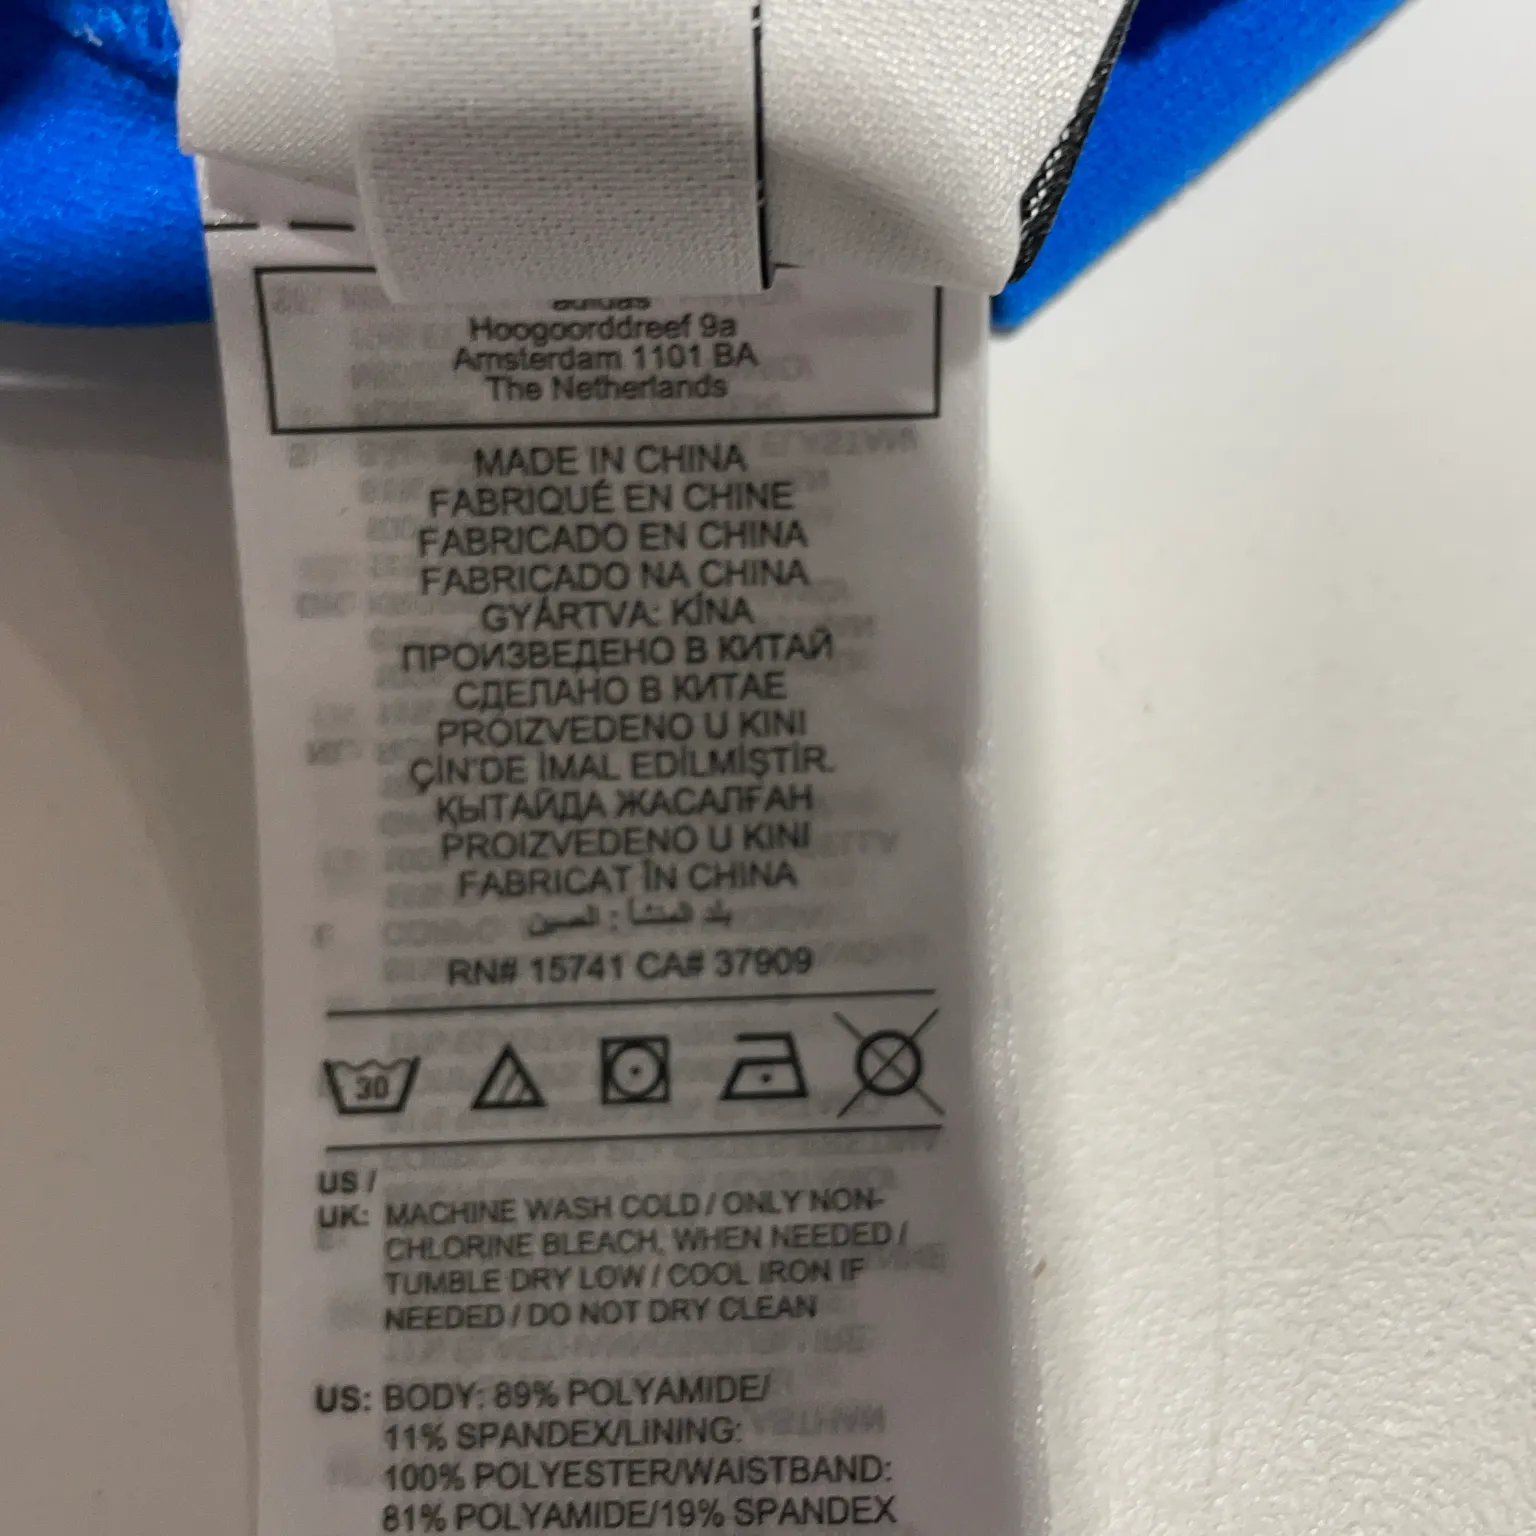 adidas
Hoogoorddreef 9a
Amsterdam 1101 BA
The Netherlands
MADE IN CHINA
FABRIQUÉ EN CHINE
FABRICADO EN CHINA
FABRICADO NA CHINA
GYÁRTVA: KÍNA
ПРОИЗВЕДЕНО В КИТАЙ
СДЕЛАНО В КИТАЕ
PROIZVEDENO U KINI
ÇİN'DE İMAL EDİLMİŞTİR.
ҚЫТАЙДА ЖАСАЛҒАН
PROIZVEDENO U KINI
FABRICAT ÎN CHINA
بلد المنشأ : الصين
RN# 15741 CA# 37909
30
US /
UK: MACHINE WASH COLD / ONLY NON-
CHLORINE BLEACH, WHEN NEEDED /
TUMBLE DRY LOW / COOL IRON IF
NEEDED / DO NOT DRY CLEAN
US: BODY: 89% POLYAMIDE/
11% SPANDEX/LINING:
100% POLYESTER/WAISTBAND:
81% POLYAMIDE/19% SPANDEX